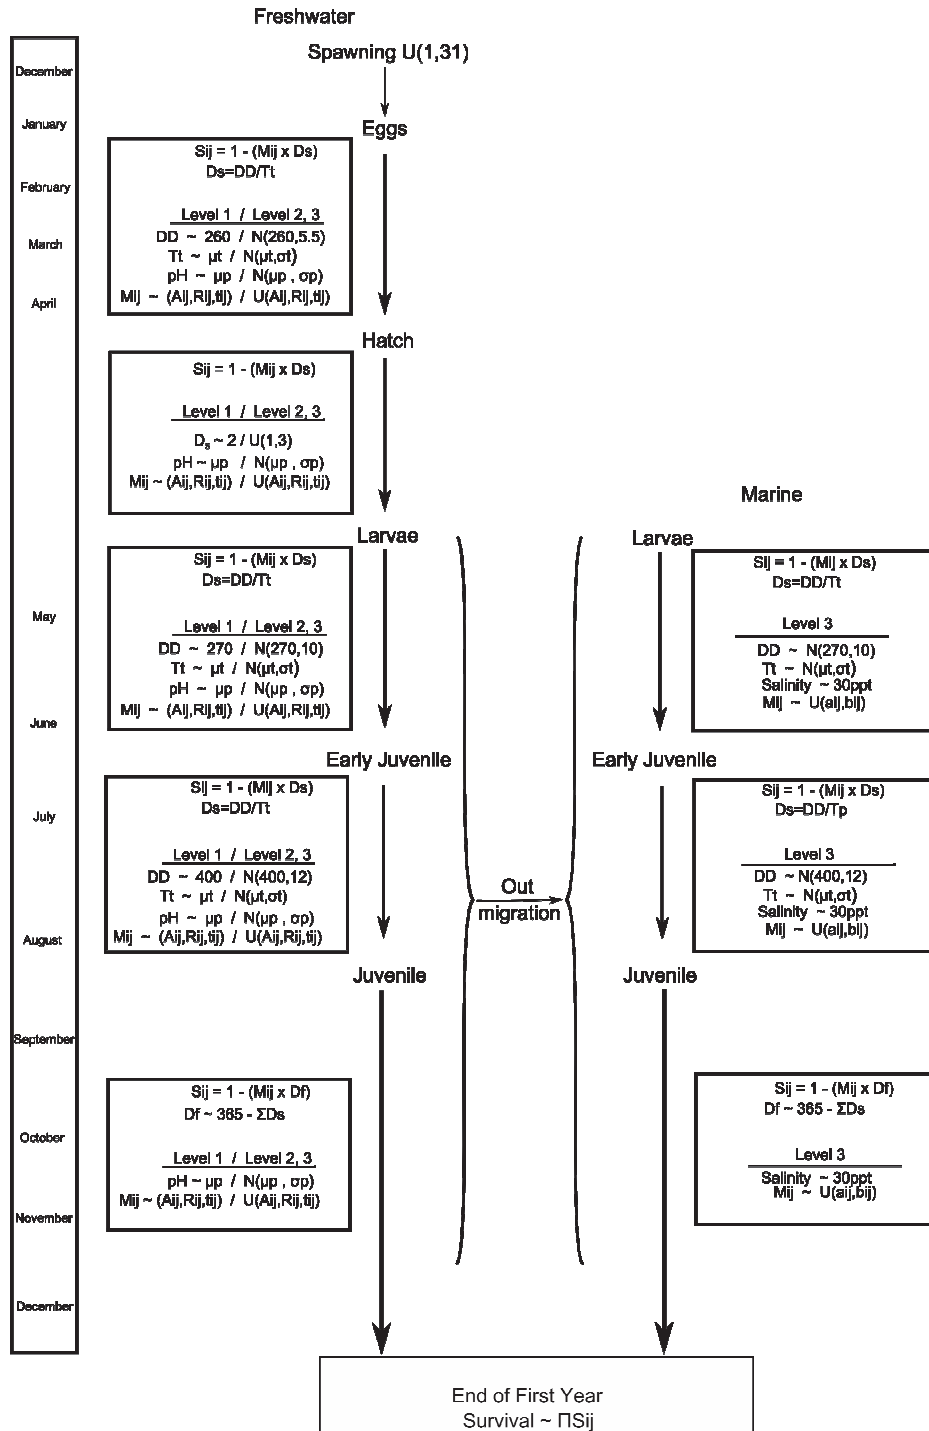 Freshwater
Spawning U(1,31)
December
January
Eggs
Sij = 1 - (Mij x Ds)
Ds=DD/Tt
February
Level 1 / Level 2, 3
March
DD ~ 260 / N(260,5.5)
Tt ~ µt / N(µt,σt)
pH ~ µp / N(µp , σp)
Mij ~ (Aij,Rij,tij) / U(Aij,Rij,tij)
April
Hatch
Sij = 1 - (Mij x Ds)
Level 1 / Level 2, 3
Ds ~ 2 / U(1,3)
pH ~ µp / N(µp , σp)
Mij ~ (Aij,Rij,tij) / U(Aij,Rij,tij)
Marine
Larvae
Larvae
Sij = 1 - (Mij x Ds)
Ds=DD/Tt
May
Level 1 / Level 2, 3
DD ~ 270 / N(270,10)
Tt ~ µt / N(µt,σt)
pH ~ µp / N(µp , σp)
Mij ~ (Aij,Rij,tij) / U(Aij,Rij,tij)
June
Sij = 1 - (Mij x Ds)
Ds=DD/Tt
Level 3
DD ~ N(270,10)
Tt ~ N(µt,σt)
Salinity ~ 30ppt
Mij ~ U(aij,bij)
Early Juvenile
Early Juvenile
Sij = 1 - (Mij x Ds)
Ds=DD/Tt
July
Level 1 / Level 2, 3
DD ~ 400 / N(400,12)
Tt ~ µt / N(µt,σt)
pH ~ µp / N(µp , σp)
Mij ~ (Aij,Rij,tij) / U(Aij,Rij,tij)
August
Out
migration
Sij = 1 - (Mij x Ds)
Ds=DD/Tp
Level 3
DD ~ N(400,12)
Tt ~ N(µt,σt)
Salinity ~ 30ppt
Mij ~ U(aij,bij)
Juvenile
Juvenile
September
Sij = 1 - (Mij x Df)
Df ~ 365 - ΣDs
October
Level 1 / Level 2, 3
pH ~ µp / N(µp , σp)
Mij ~ (Aij,Rij,tij) / U(Aij,Rij,tij)
November
Sij = 1 - (Mij x Df)
Df ~ 365 - ΣDs
Level 3
Salinity ~ 30ppt
Mij ~ U(aij,bij)
December
End of First Year
Survival ~ ΠSij